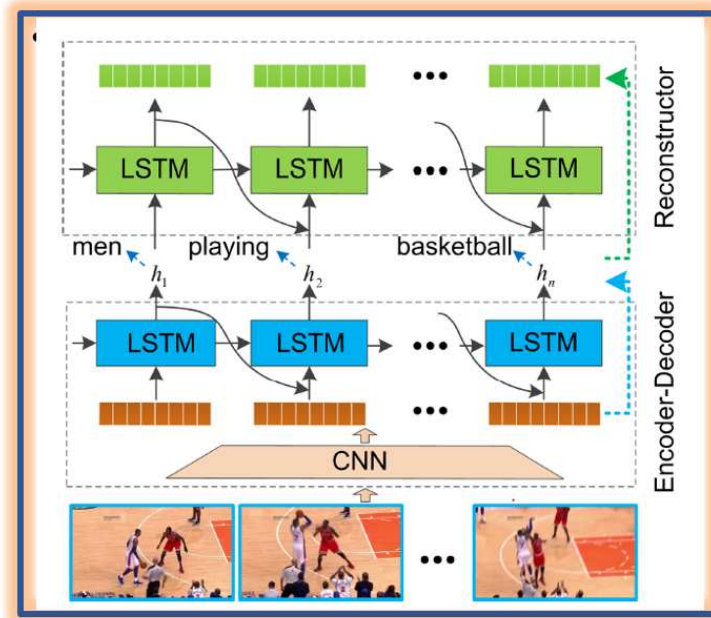 LSTM LSTM ••• LSTM
Reconstructor
men playing basketball
h₁ h₂ hₙ
LSTM LSTM ••• LSTM
Encoder-Decoder
CNN